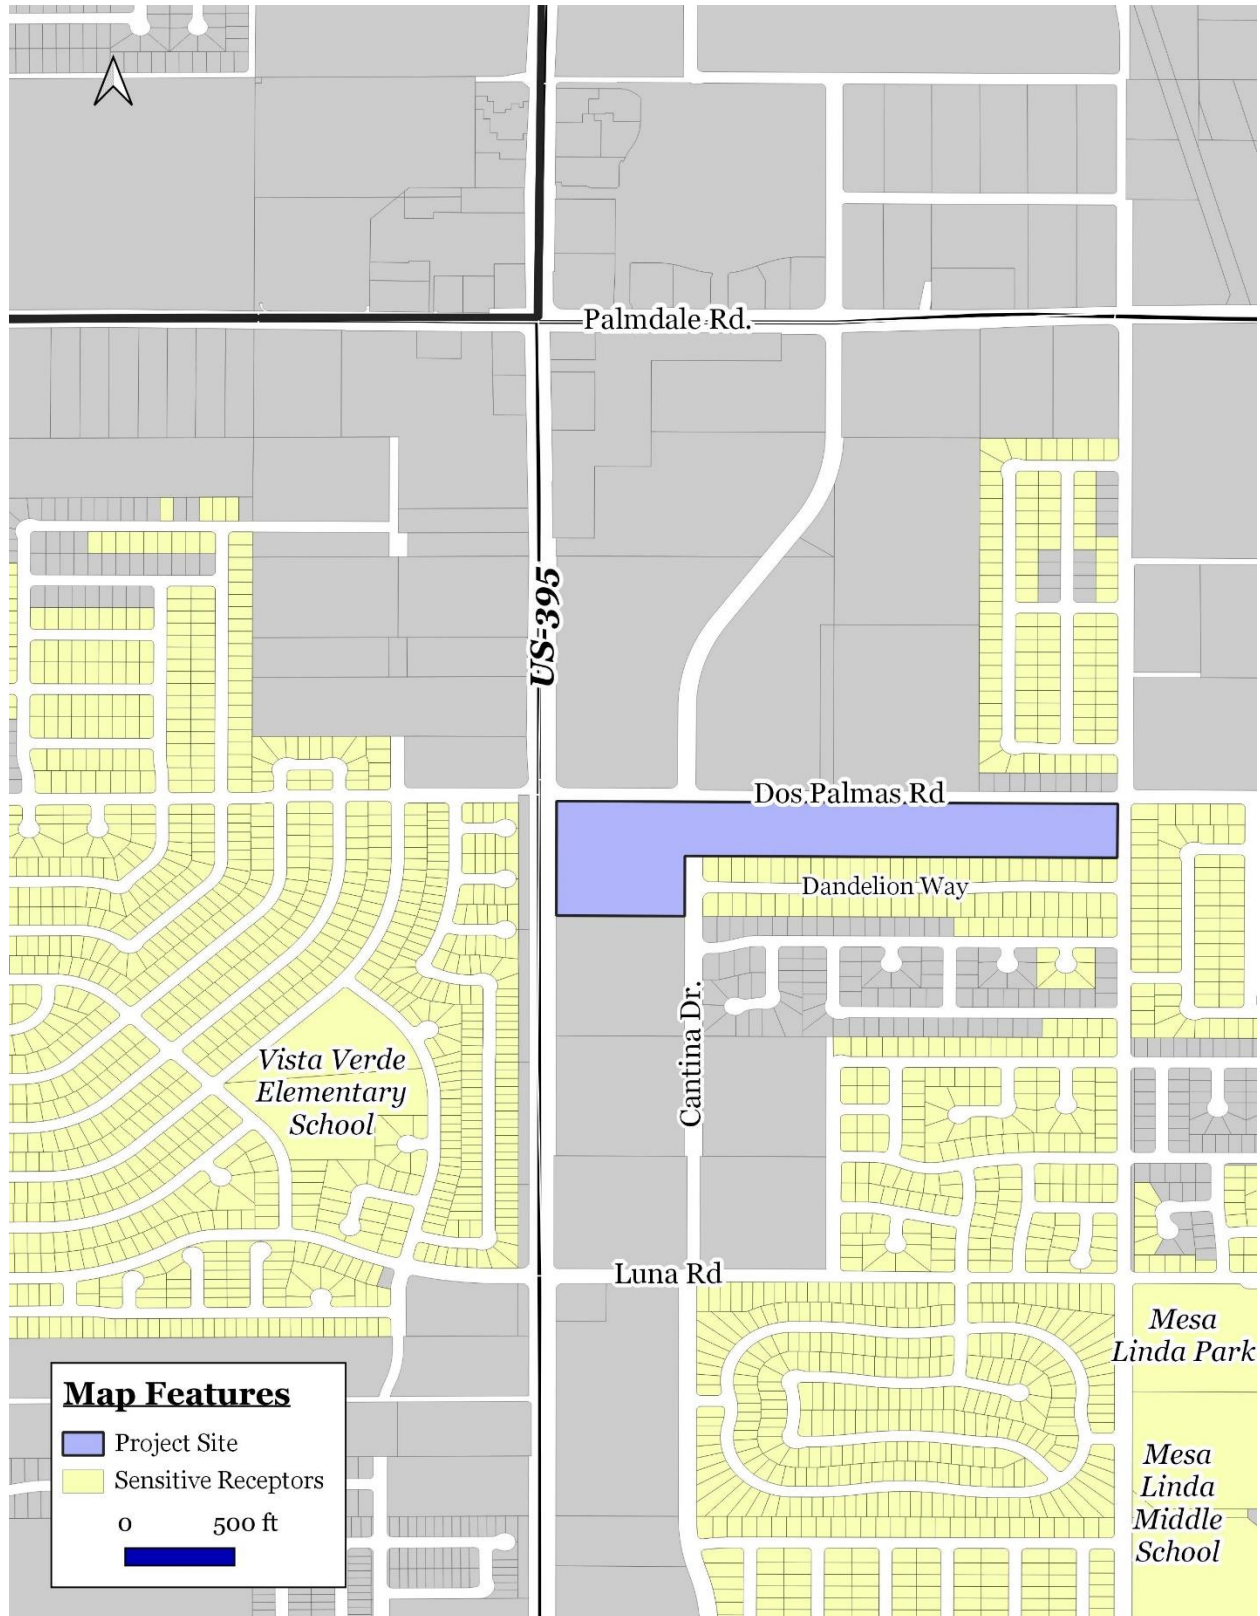 Palmdale Rd.
US-395
Dos Palmas Rd
Dandelion Way
Cantina Dr.
Vista Verde
Elementary
School
Luna Rd
Mesa
Linda Park
Mesa
Linda
Middle
School
Map Features
Project Site
Sensitive Receptors
0 500 ft